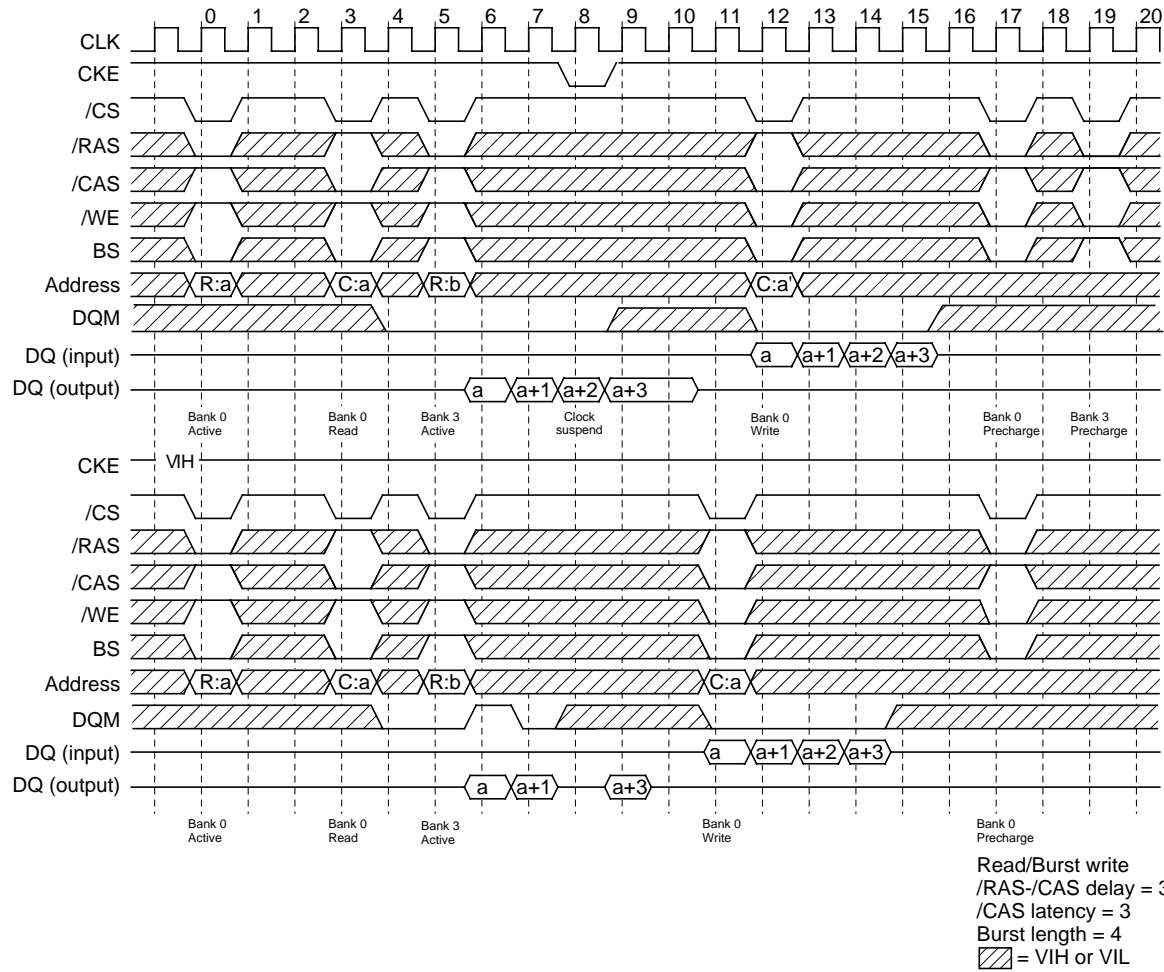 0 1 2 3 4 5 6 7 8 9 10 11 12 13 14 15 16 17 18 19 20
CLK
CKE
/CS
/RAS
/CAS
/WE
BS
Address R:a C:a R:b C:a'
DQM
DQ (input) a a+1 a+2 a+3
DQ (output) a a+1 a+2 a+3
Bank 0 Bank 0 Bank 3 Clock Bank 0 Bank 0 Bank 3
Active Read Active suspend Write Precharge Precharge
CKE VIH
/CS
/RAS
/CAS
/WE
BS
Address R:a C:a R:b C:a
DQM
DQ (input) a a+1 a+2 a+3
DQ (output) a a+1 a+3
Bank 0 Bank 0 Bank 3 Bank 0 Bank 0
Active Read Active Write Precharge
Read/Burst write
/RAS-/CAS delay = 3
/CAS latency = 3
Burst length = 4
= VIH or VIL